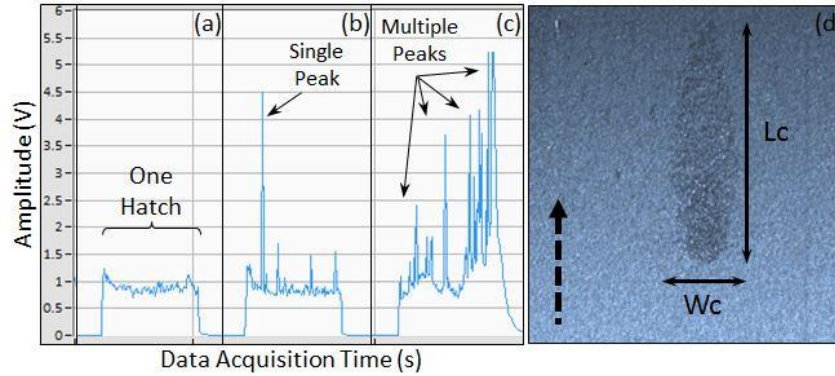 (a)
(b)
(c)
(d)
Single
Peak
Multiple
Peaks
One
Hatch
Amplitude (V)
6
5.5
5
4.5
4
3.5
3
2.5
2
1.5
1
0.5
0
Data Acquisition Time (s)
Lc
Wc